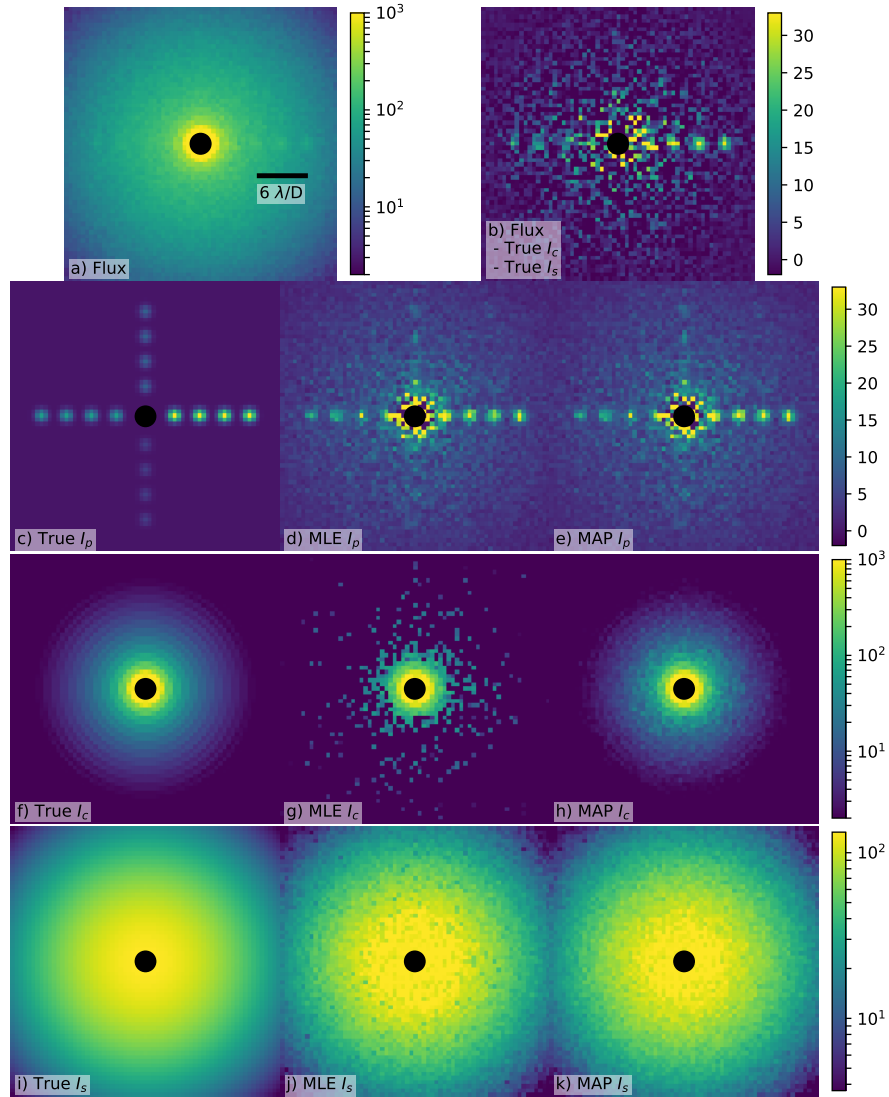 10³
10²
10¹
6 λ/D
a) Flux
30
25
20
15
10
5
0
b) Flux
- True I_c
- True I_s
30
25
20
15
10
5
0
c) True I_p
d) MLE I_p
e) MAP I_p
10³
10²
10¹
f) True I_c
g) MLE I_c
h) MAP I_c
10²
10¹
i) True I_s
j) MLE I_s
k) MAP I_s